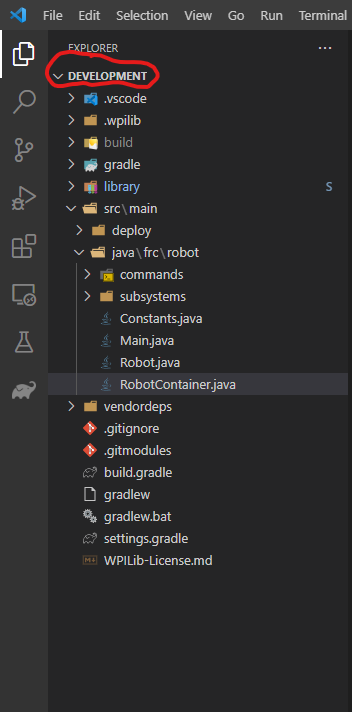 File Edit Selection View Go Run Terminal
EXPLORER ...
DEVELOPMENT
.vscode
.wpilib
build
gradle
library S
src\main
deploy
java\frc\robot
commands
subsystems
Constants.java
Main.java
Robot.java
RobotContainer.java
vendordeps
.gitignore
.gitmodules
build.gradle
gradlew
gradlew.bat
settings.gradle
WPILib-License.md